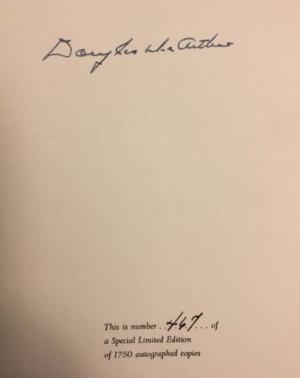 Douglas MacArthur
This is number . . 467. . . of
a Special Limited Edition
of 1750 autographed copies